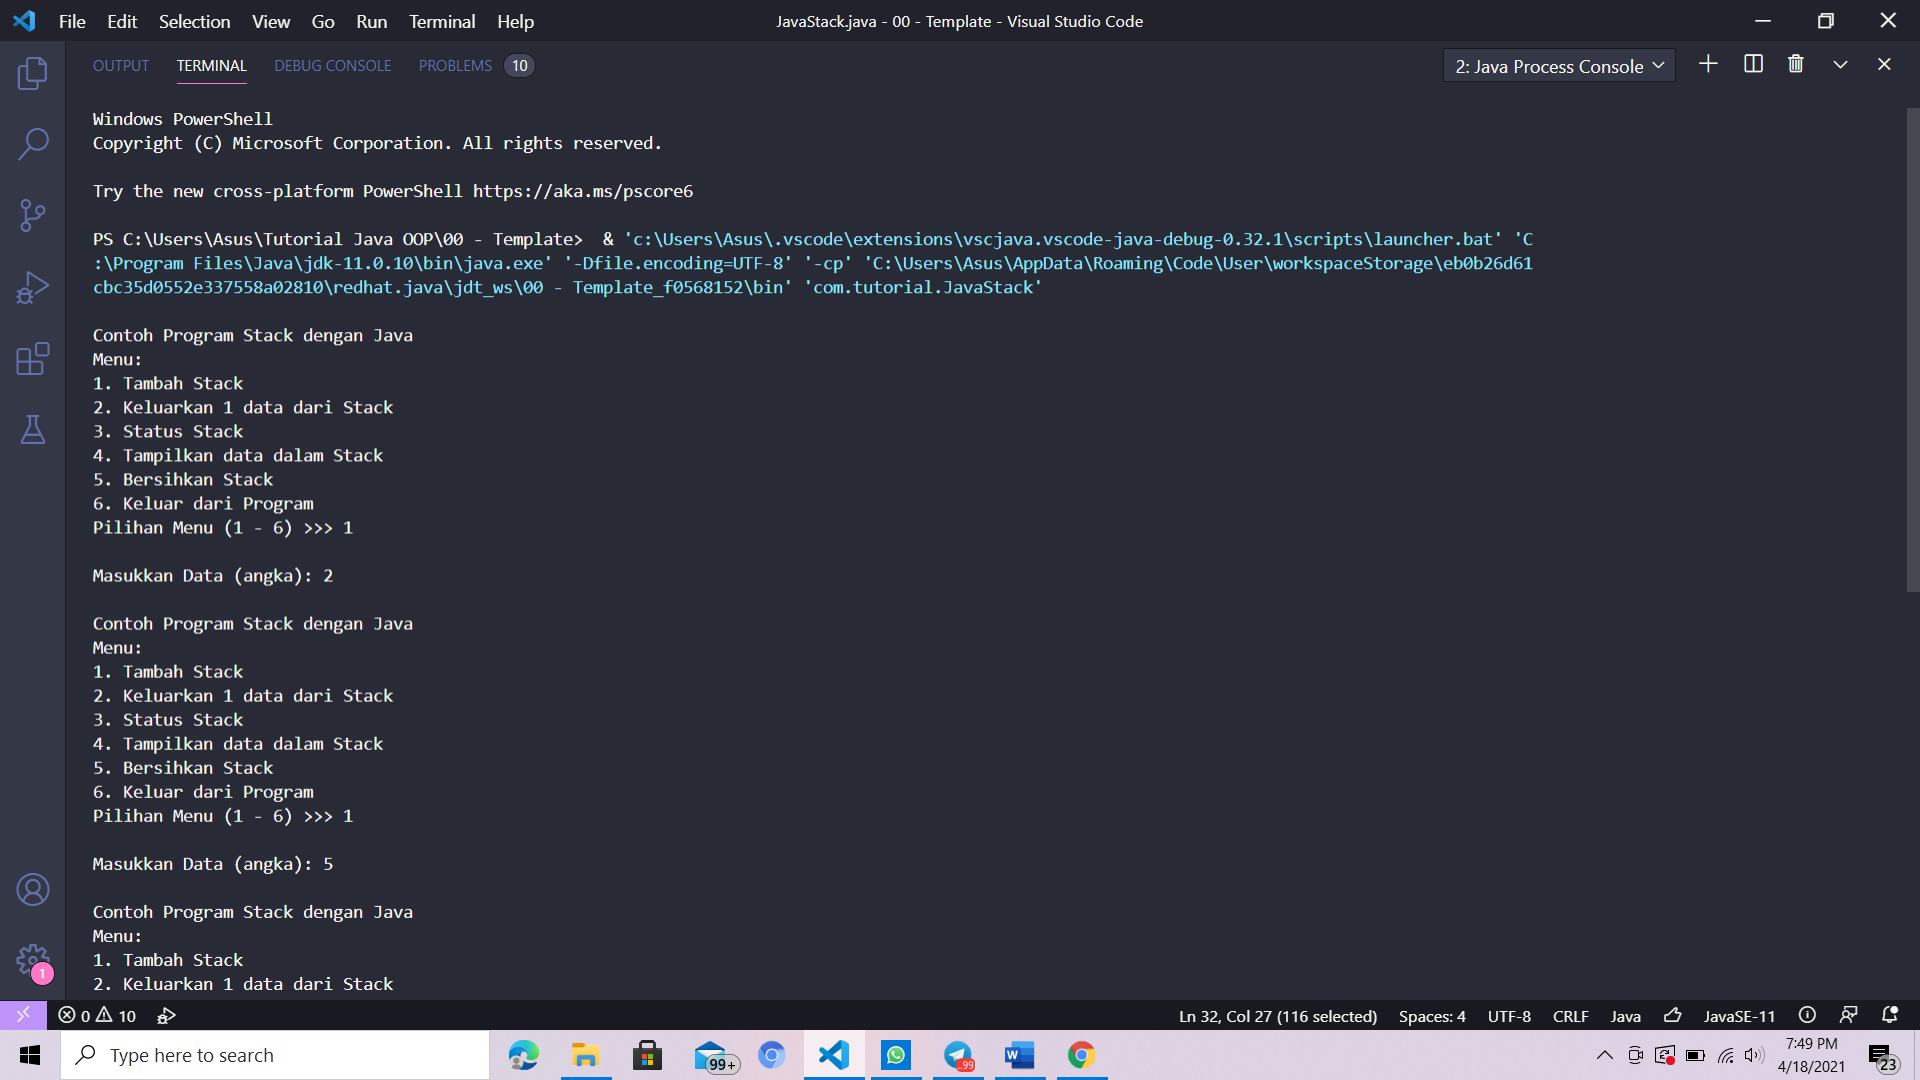 File Edit Selection View Go Run Terminal Help
JavaStack.java - 00 - Template - Visual Studio Code
OUTPUT TERMINAL DEBUG CONSOLE PROBLEMS 10
2: Java Process Console
Windows PowerShell
Copyright (C) Microsoft Corporation. All rights reserved.
Try the new cross-platform PowerShell https://aka.ms/pscore6
PS C:\Users\Asus\Tutorial Java OOP\00 - Template>  & 'c:\Users\Asus\.vscode\extensions\vscjava.vscode-java-debug-0.32.1\scripts\launcher.bat' 'C
:\Program Files\Java\jdk-11.0.10\bin\java.exe' '-Dfile.encoding=UTF-8' '-cp' 'C:\Users\Asus\AppData\Roaming\Code\User\workspaceStorage\eb0b26d61
cbc35d0552e337558a02810\redhat.java\jdt_ws\00 - Template_f0568152\bin' 'com.tutorial.JavaStack'
Contoh Program Stack dengan Java
Menu:
1. Tambah Stack
2. Keluarkan 1 data dari Stack
3. Status Stack
4. Tampilkan data dalam Stack
5. Bersihkan Stack
6. Keluar dari Program
Pilihan Menu (1 - 6) >>> 1
Masukkan Data (angka): 2
Contoh Program Stack dengan Java
Menu:
1. Tambah Stack
2. Keluarkan 1 data dari Stack
3. Status Stack
4. Tampilkan data dalam Stack
5. Bersihkan Stack
6. Keluar dari Program
Pilihan Menu (1 - 6) >>> 1
Masukkan Data (angka): 5
Contoh Program Stack dengan Java
Menu:
1. Tambah Stack
2. Keluarkan 1 data dari Stack
1
0 10
Ln 32, Col 27 (116 selected) Spaces: 4 UTF-8 CRLF Java JavaSE-11
Type here to search
99+
..99
W
7:49 PM
4/18/2021
23